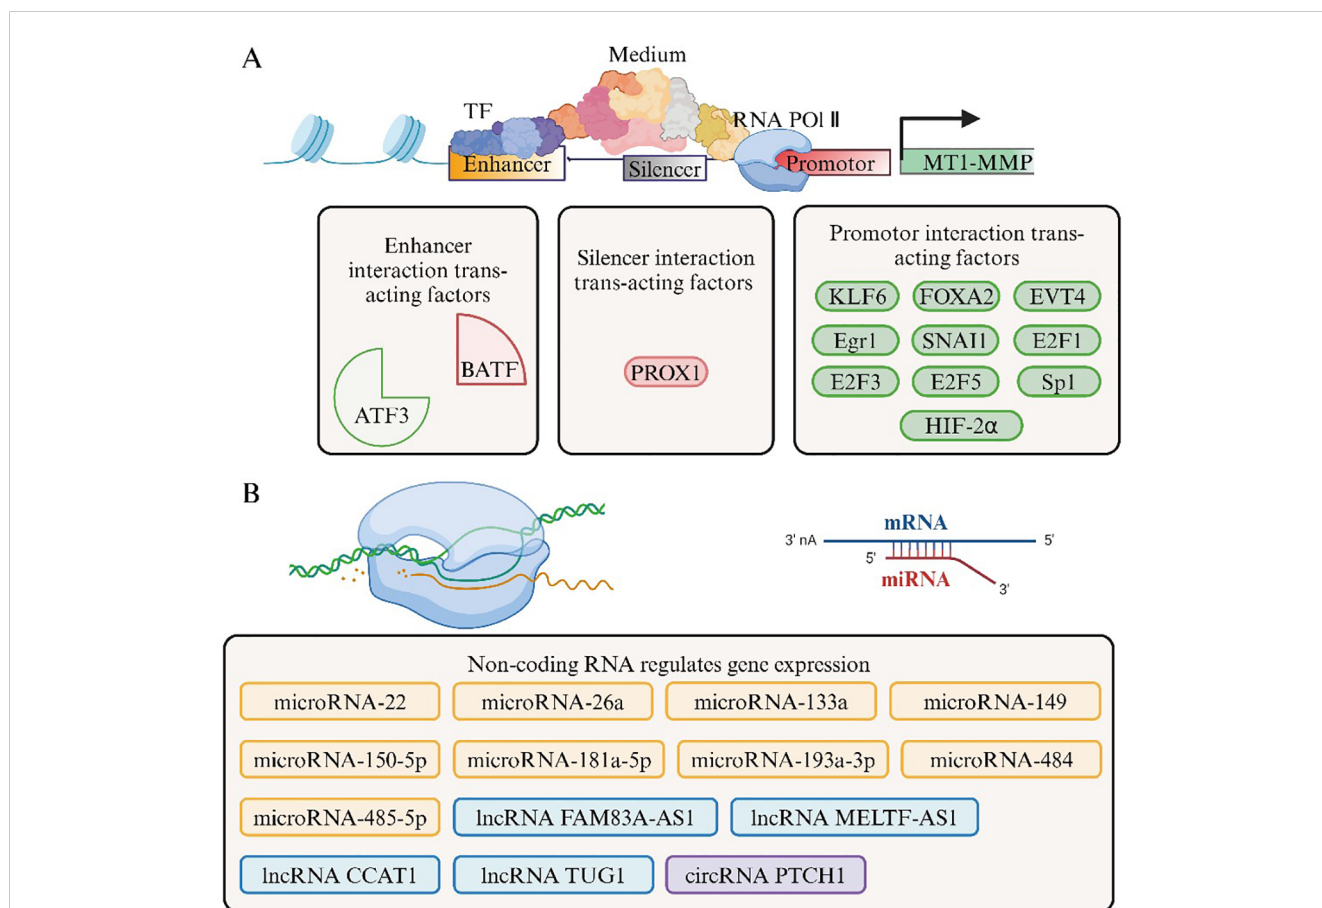 A
Medium
TF
RNA POl Ⅱ
Enhancer
Silencer
Promotor
MT1-MMP
Enhancer
interaction trans-
acting factors
BATF
ATF3
Silencer interaction
trans-acting factors
PROX1
Promotor interaction trans-
acting factors
KLF6 FOXA2 EVT4
Egr1 SNAI1 E2F1
E2F3 E2F5 Sp1
HIF-2α
B
mRNA
3' nA 5'
5'
miRNA
3'
Non-coding RNA regulates gene expression
microRNA-22 microRNA-26a microRNA-133a microRNA-149
microRNA-150-5p microRNA-181a-5p microRNA-193a-3p microRNA-484
microRNA-485-5p lncRNA FAM83A-AS1 lncRNA MELTF-AS1
lncRNA CCAT1 lncRNA TUG1 circRNA PTCH1